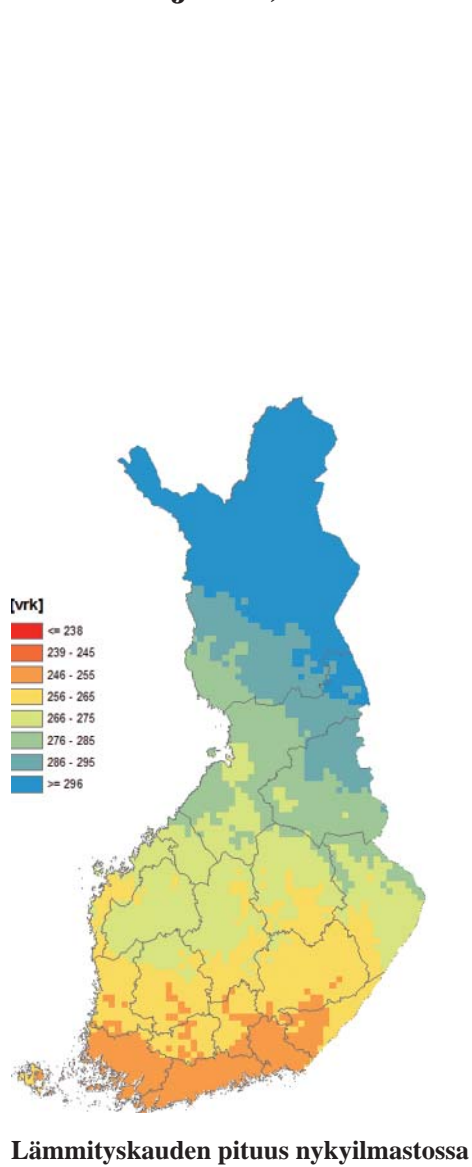 [vrk]
<= 238
239 - 245
246 - 255
256 - 265
266 - 275
276 - 285
286 - 295
>= 296
Lämmityskauden pituus nykyilmastossa